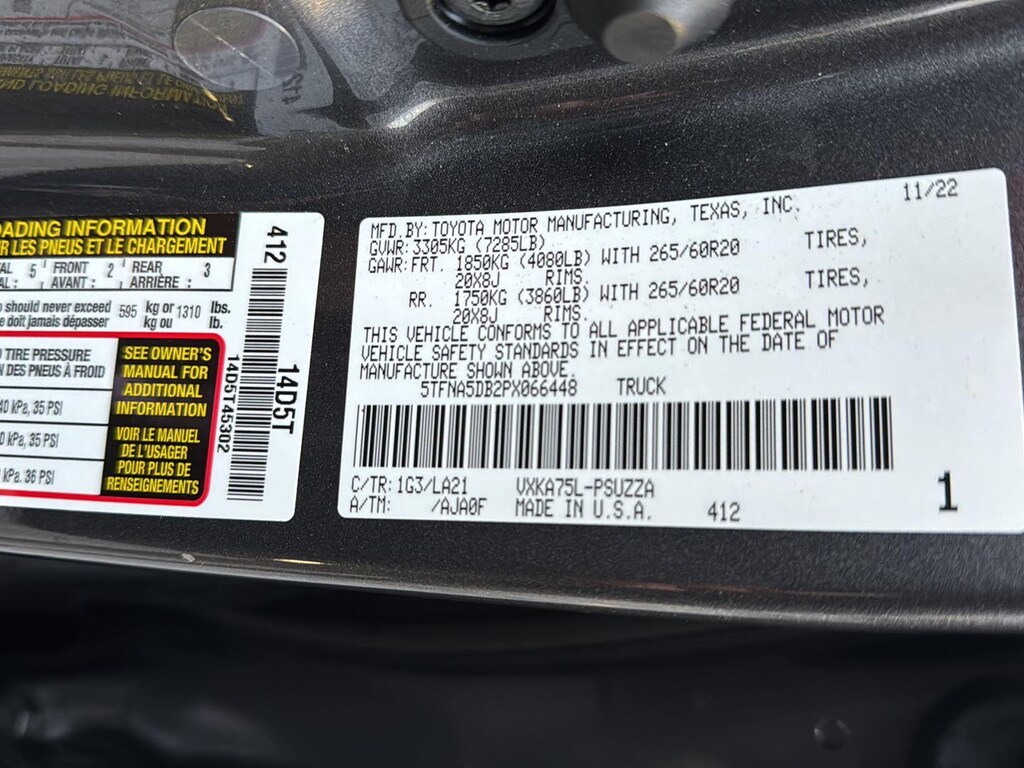 OADING INFORMATION
R LES PNEUS ET LE CHARGEMENT
5 FRONT 2 REAR 3
AVANT : ARRIÈRE :
should never exceed 595 kg or 1310 lbs.
e doit jamais dépasser kg ou lb.
TIRE PRESSURE
DES PNEUS À FROID
40 kPa, 35 PSI
0 kPa, 35 PSI
kPa, 36 PSI
SEE OWNER'S
MANUAL FOR
ADDITIONAL
INFORMATION
VOIR LE MANUEL
DE L'USAGER
POUR PLUS DE
RENSEIGNEMENTS
412
14D5T45302
14D5T
11/22
MFD.BY:TOYOTA MOTOR MANUFACTURING, TEXAS, INC.
GVWR:3305KG (7285LB)
GAWR:FRT. 1850KG (4080LB) WITH 265/60R20 TIRES,
20X8J RIMS.
RR. 1750KG (3860LB) WITH 265/60R20 TIRES,
20X8J RIMS.
THIS VEHICLE CONFORMS TO ALL APPLICABLE FEDERAL MOTOR
VEHICLE SAFETY STANDARDS IN EFFECT ON THE DATE OF
MANUFACTURE SHOWN ABOVE.
5TFNA5DB2PX066448 TRUCK
C/TR:1G3/LA21 VXKA75L-PSUZZA
A/TM: /AJA0F MADE IN U.S.A. 412
1